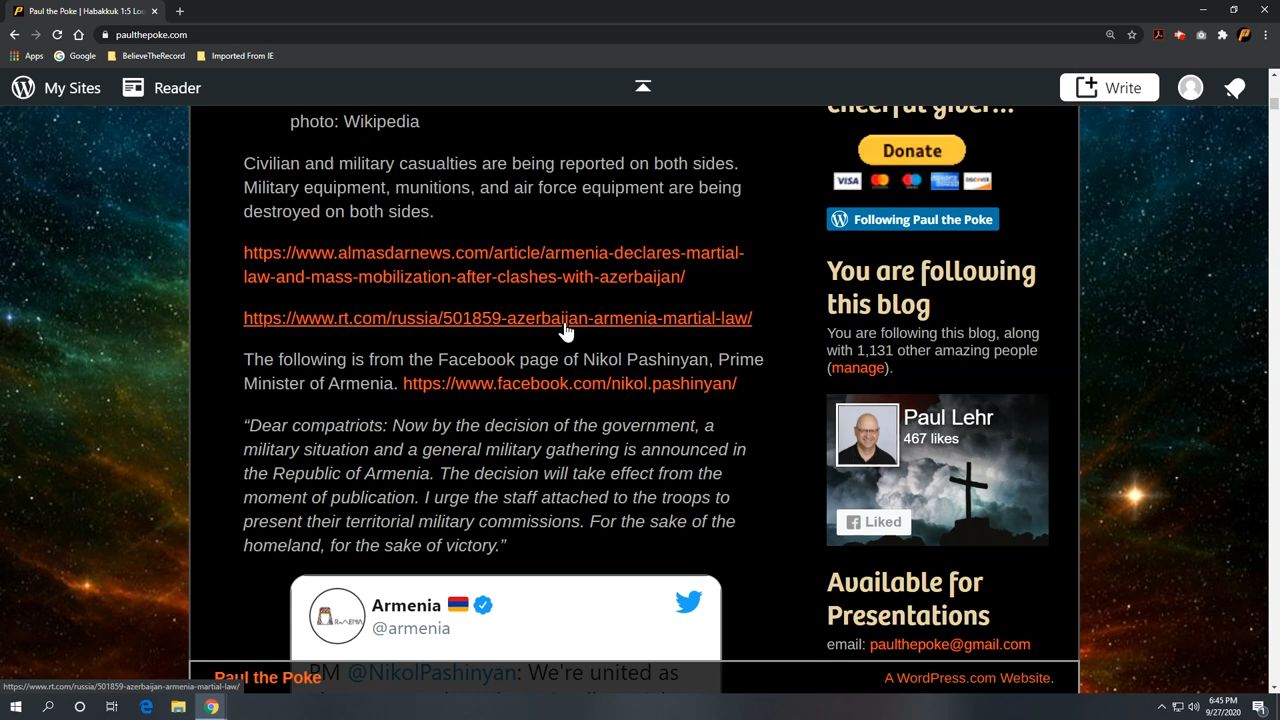 Paul the Poke | Habakkuk 1:5 Loo
paulthepoke.com
Apps
Google
BelieveTheRecord
Imported From IE
My Sites
Reader
Write
photo: Wikipedia
Civilian and military casualties are being reported on both sides.
Military equipment, munitions, and air force equipment are being
destroyed on both sides.
https://www.almasdarnews.com/article/armenia-declares-martial-
law-and-mass-mobilization-after-clashes-with-azerbaijan/
https://www.rt.com/russia/501859-azerbaijan-armenia-martial-law/
The following is from the Facebook page of Nikol Pashinyan, Prime
Minister of Armenia. https://www.facebook.com/nikol.pashinyan/
“Dear compatriots: Now by the decision of the government, a
military situation and a general military gathering is announced in
the Republic of Armenia. The decision will take effect from the
moment of publication. I urge the staff attached to the troops to
present their territorial military commissions. For the sake of the
homeland, for the sake of victory.”
Armenia
@armenia
PM @NikolPashinyan: We're united as
cheerful giver...
Donate
VISA
DISCOVER
Following Paul the Poke
You are following
this blog
You are following this blog, along
with 1,131 other amazing people
(manage).
Paul Lehr
467 likes
Liked
Available for
Presentations
email: paulthepoke@gmail.com
Paul the Poke
A WordPress.com Website.
https://www.rt.com/russia/501859-azerbaijan-armenia-martial-law/
6:45 PM
9/27/2020